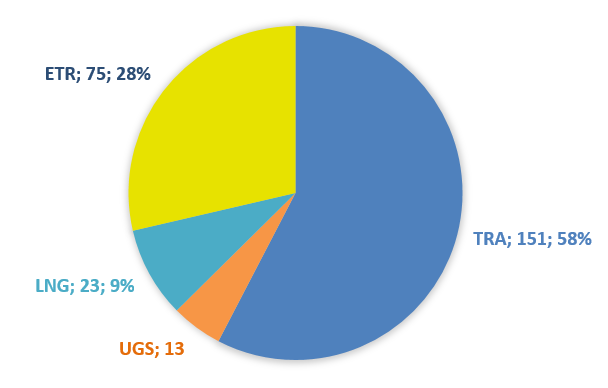 ETR; 75; 28%
TRA; 151; 58%
LNG; 23; 9%
UGS; 13